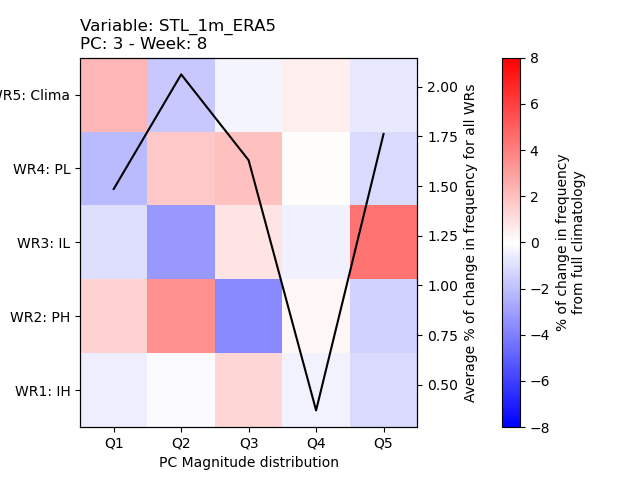 Variable: STL_1m_ERA5
PC: 3 - Week: 8
WR5: Clima
WR4: PL
WR3: IL
WR2: PH
WR1: IH
Q1 Q2 Q3 Q4 Q5
PC Magnitude distribution
2.00
1.75
1.50
1.25
1.00
0.75
0.50
Average % of change in frequency for all WRs
8
6
4
2
0
−2
−4
−6
−8
% of change in frequency
from full climatology